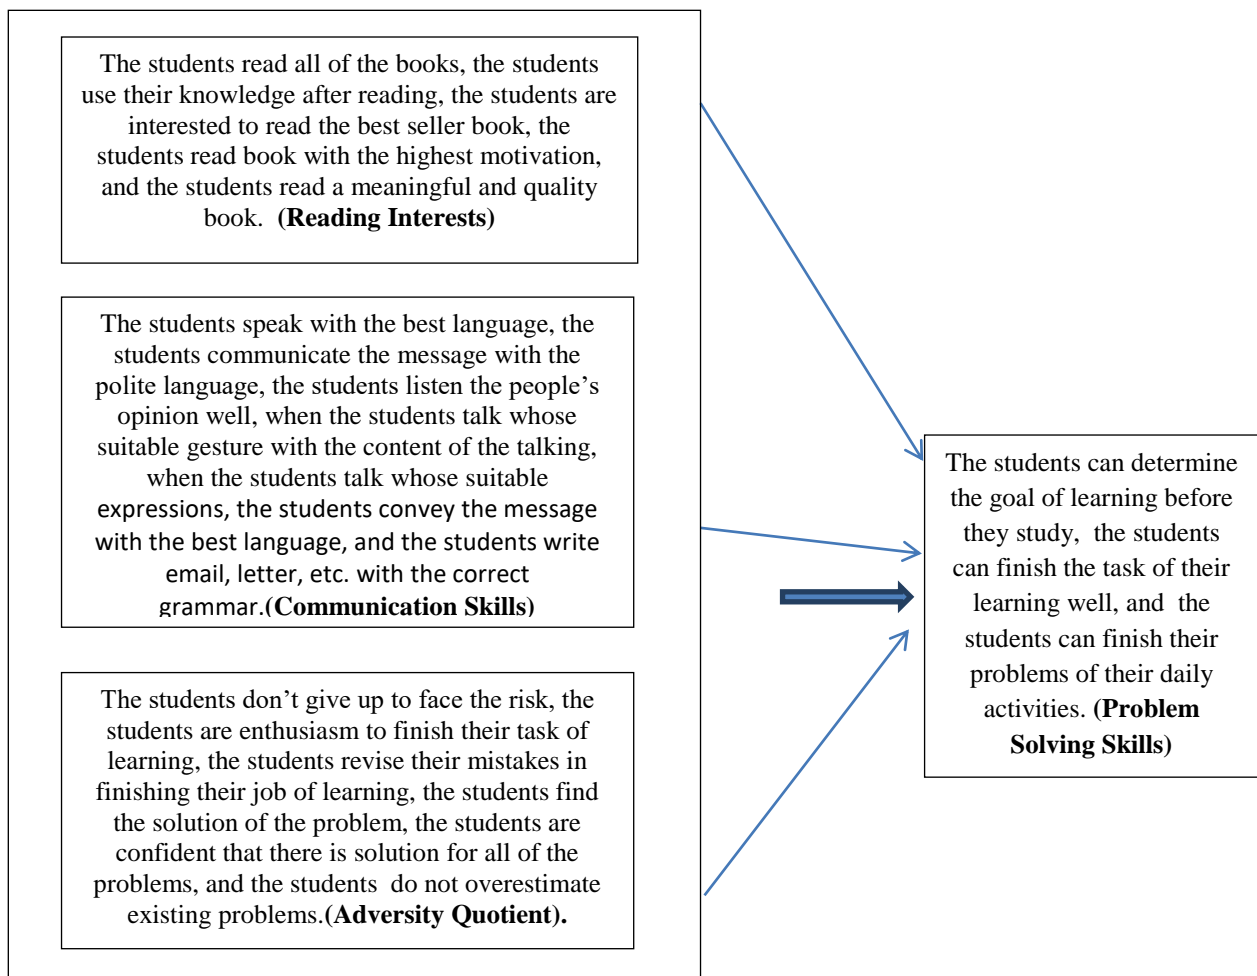 The students read all of the books, the students
use their knowledge after reading, the students are
interested to read the best seller book, the
students read book with the highest motivation,
and the students read a meaningful and quality
book. (Reading Interests)
The students speak with the best language, the
students communicate the message with the
polite language, the students listen the people’s
opinion well, when the students talk whose
suitable gesture with the content of the talking,
when the students talk whose suitable
expressions, the students convey the message
with the best language, and the students write
email, letter, etc. with the correct
grammar.(Communication Skills)
The students don’t give up to face the risk, the
students are enthusiasm to finish their task of
learning, the students revise their mistakes in
finishing their job of learning, the students find
the solution of the problem, the students are
confident that there is solution for all of the
problems, and the students do not overestimate
existing problems.(Adversity Quotient).
The students can determine
the goal of learning before
they study, the students
can finish the task of their
learning well, and the
students can finish their
problems of their daily
activities. (Problem
Solving Skills)